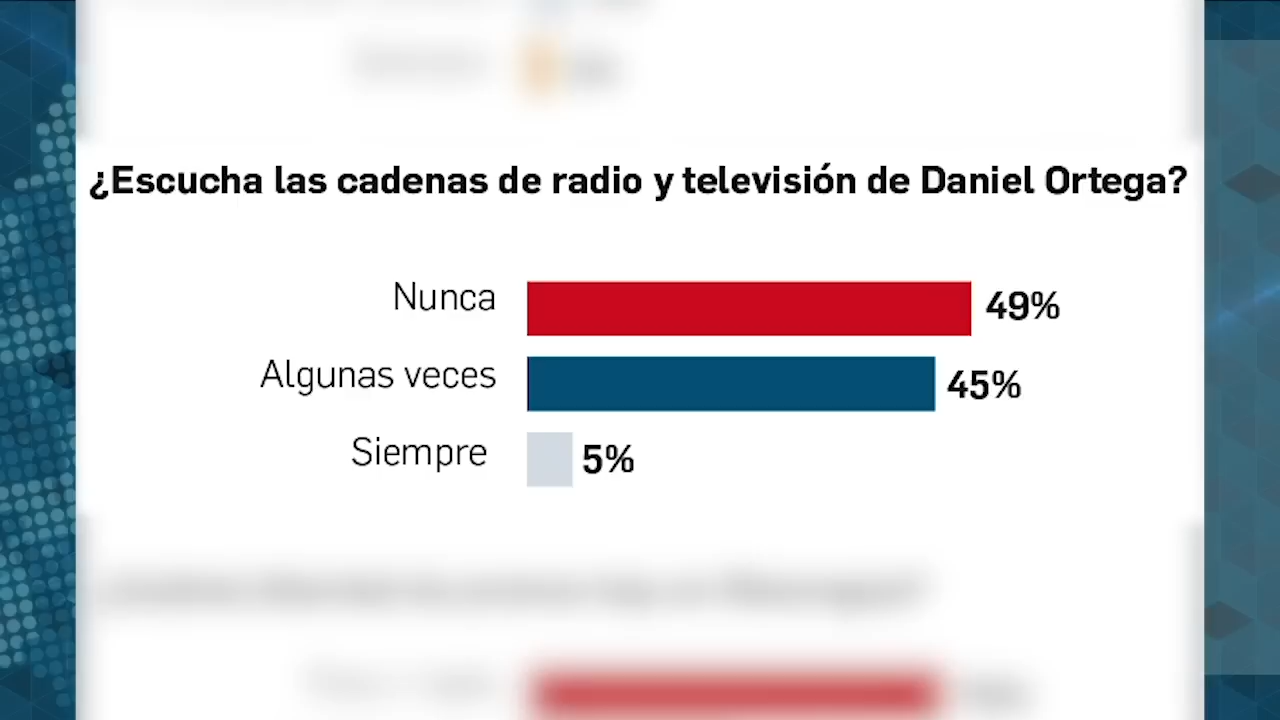 ¿Escucha las cadenas de radio y televisión de Daniel Ortega?
Nunca 49%
Algunas veces 45%
Siempre 5%